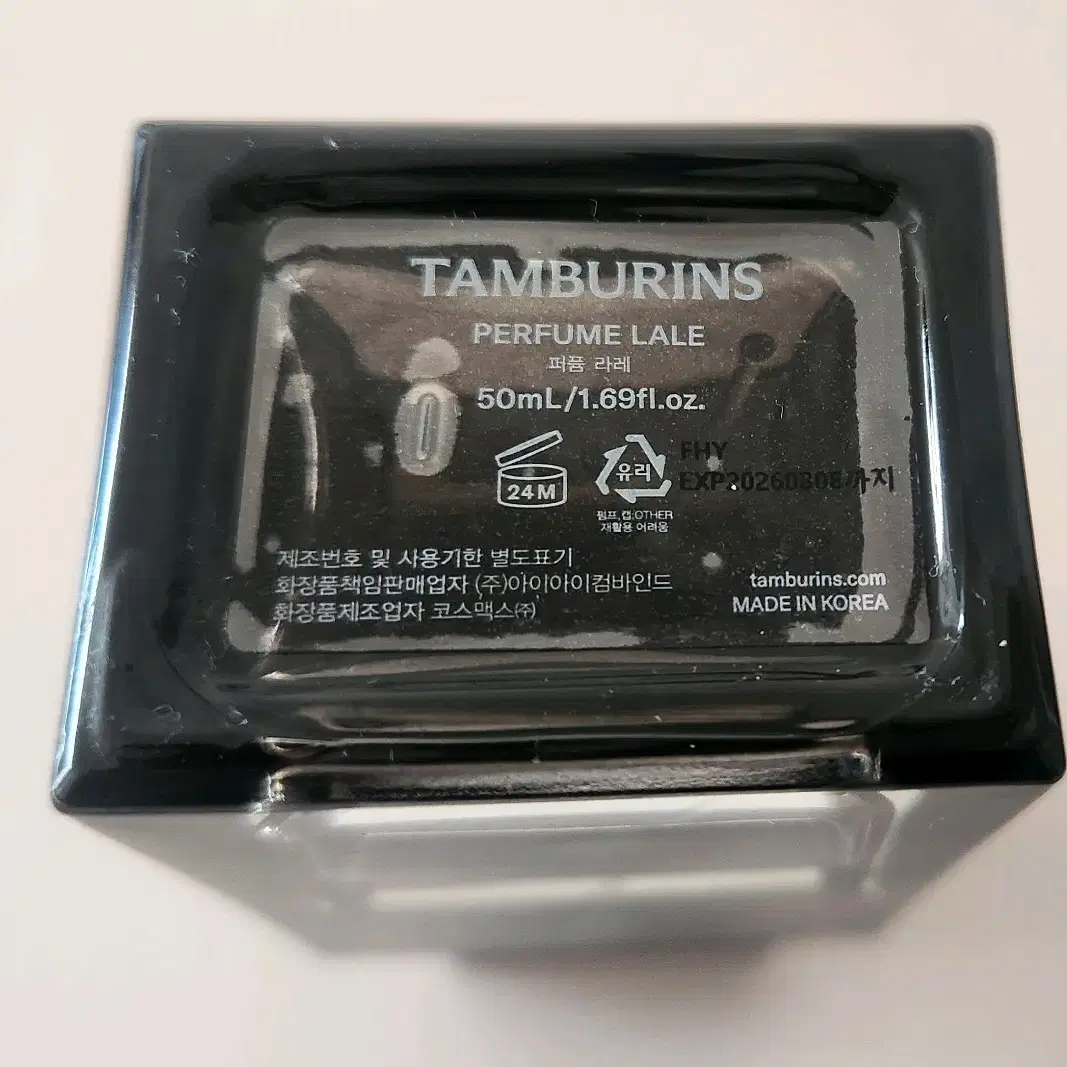 TAMBURINS
PERFUME LALE
퍼퓸 라레
50mL/1.69fl.oz.
24M
유리
펌프,캡:OTHER
재활용 어려움
FHY
EXP20260808까지
제조번호 및 사용기한 별도표기
화장품책임판매업자 (주)아이아이컴바인드
화장품제조업자 코스맥스㈜
tamburins.com
MADE IN KOREA